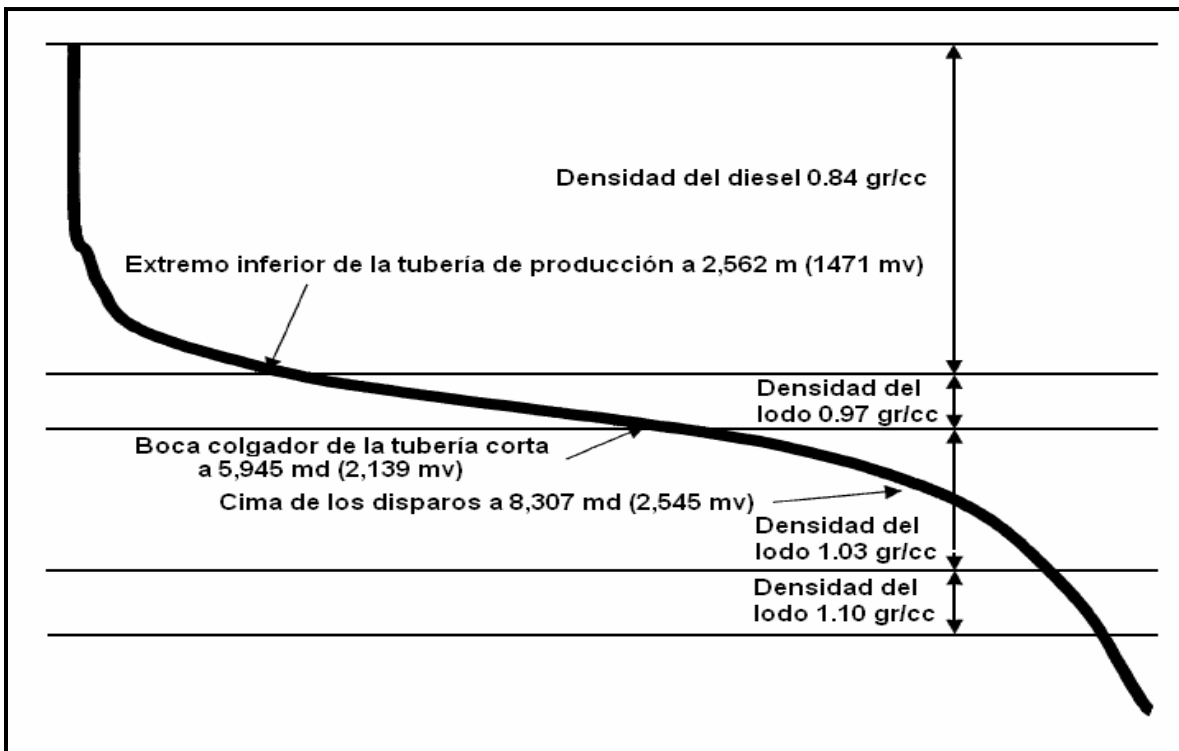 Densidad del diesel 0.84 gr/cc
Extremo inferior de la tubería de producción a 2,562 m (1471 mv)
Densidad del
lodo 0.97 gr/cc
Boca colgador de la tubería corta
a 5,945 md (2,139 mv)
Cima de los disparos a 8,307 md (2,545 mv)
Densidad del
lodo 1.03 gr/cc
Densidad del
lodo 1.10 gr/cc